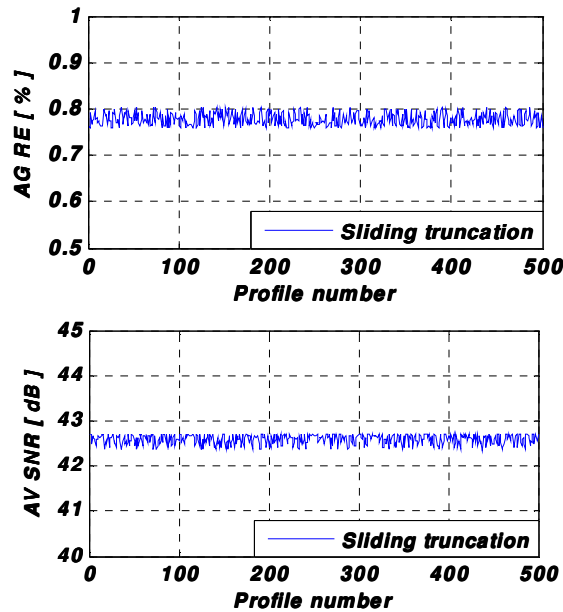 1
0.9
0.8
0.7
0.6
0.5
AG RE [ % ]
Sliding truncation
0 100 200 300 400 500
Profile number
45
44
43
42
41
40
AV SNR [ dB ]
Sliding truncation
0 100 200 300 400 500
Profile number